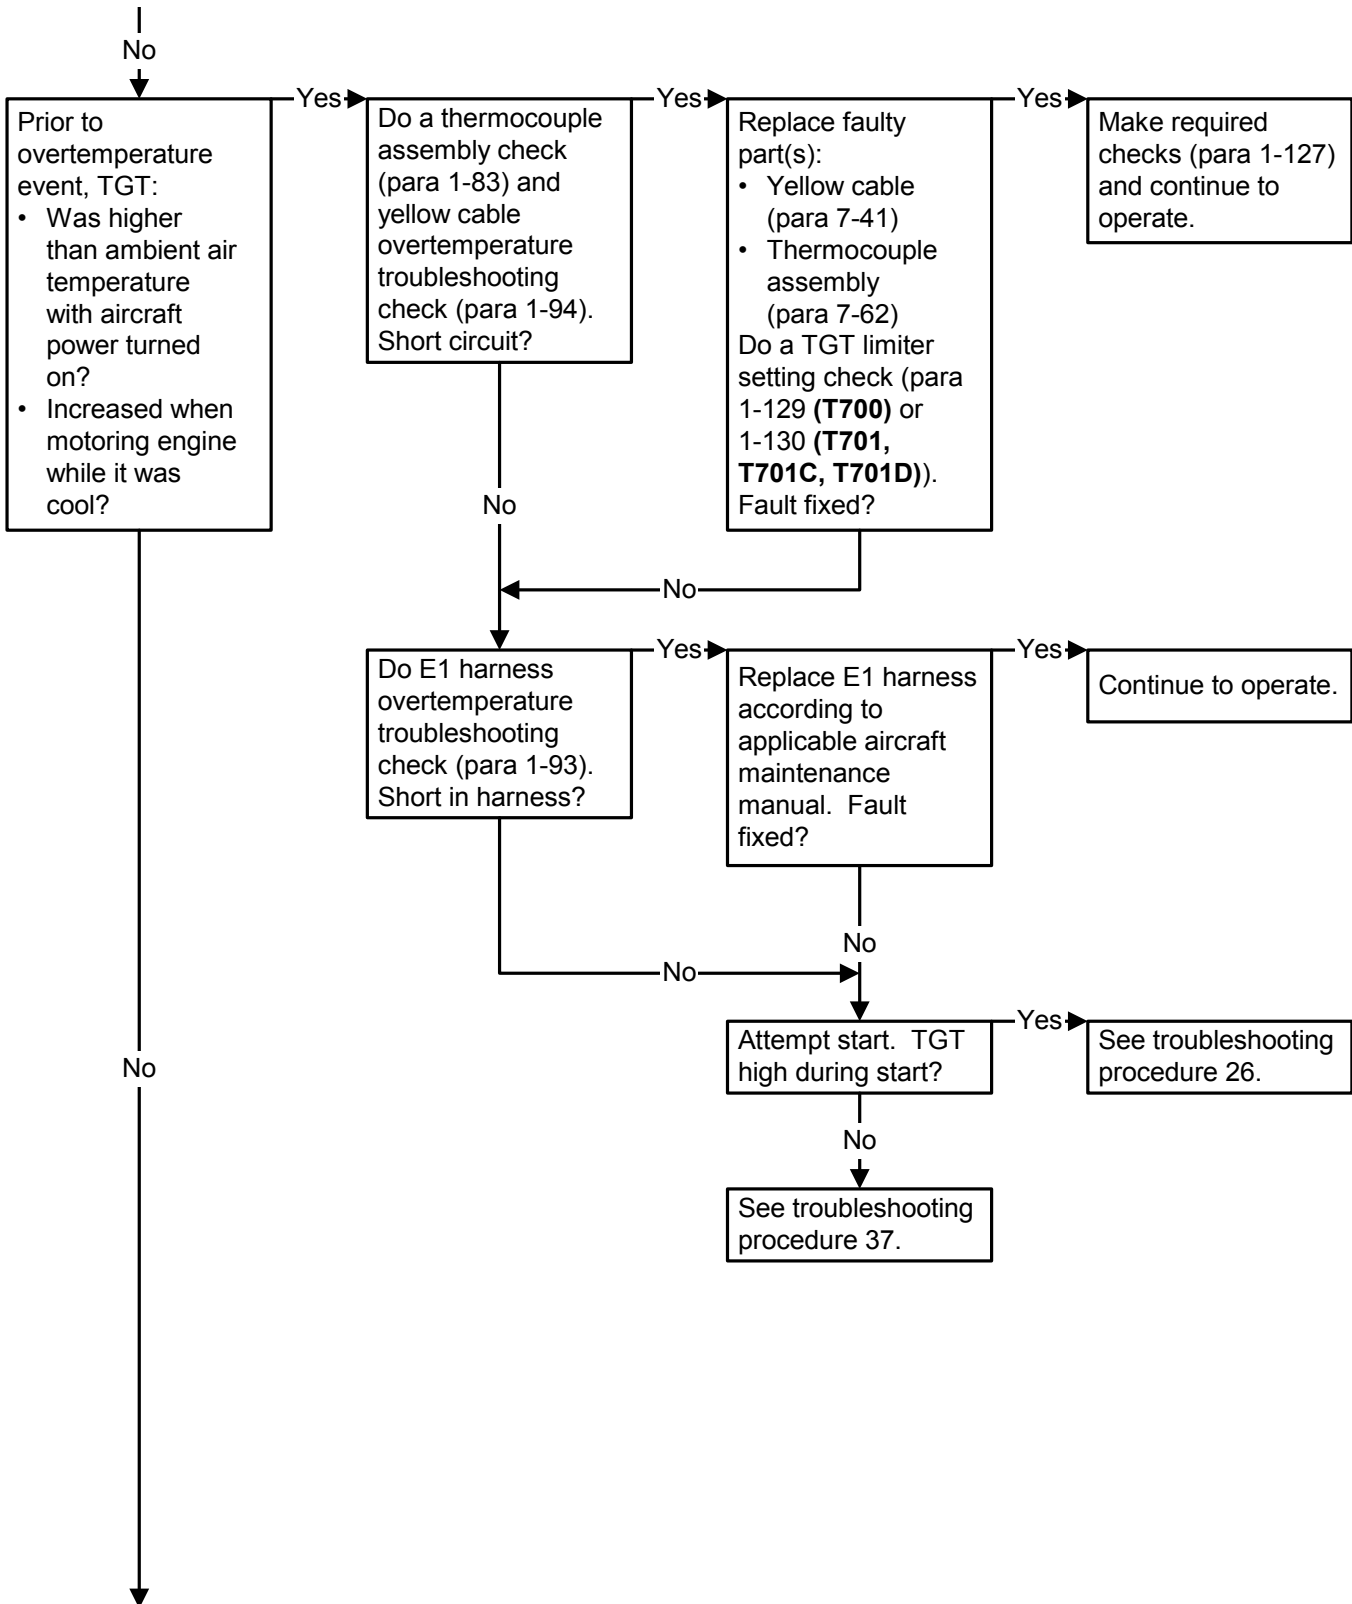 No
Prior to
overtemperature
event, TGT:
• Was higher
than ambient air
temperature
with aircraft
power turned
on?
• Increased when
motoring engine
while it was
cool?
Yes
Do a thermocouple
assembly check
(para 1-83) and
yellow cable
overtemperature
troubleshooting
check (para 1-94).
Short circuit?
Yes
Replace faulty
part(s):
• Yellow cable
(para 7-41)
• Thermocouple
assembly
(para 7-62)
Do a TGT limiter
setting check (para
1-129 (T700) or
1-130 (T701,
T701C, T701D)).
Fault fixed?
Yes
Make required
checks (para 1-127)
and continue to
operate.
No
No
Do E1 harness
overtemperature
troubleshooting
check (para 1-93).
Short in harness?
Yes
Replace E1 harness
according to
applicable aircraft
maintenance
manual. Fault
fixed?
Yes
Continue to operate.
No
No
Attempt start. TGT
high during start?
Yes
See troubleshooting
procedure 26.
No
No
See troubleshooting
procedure 37.